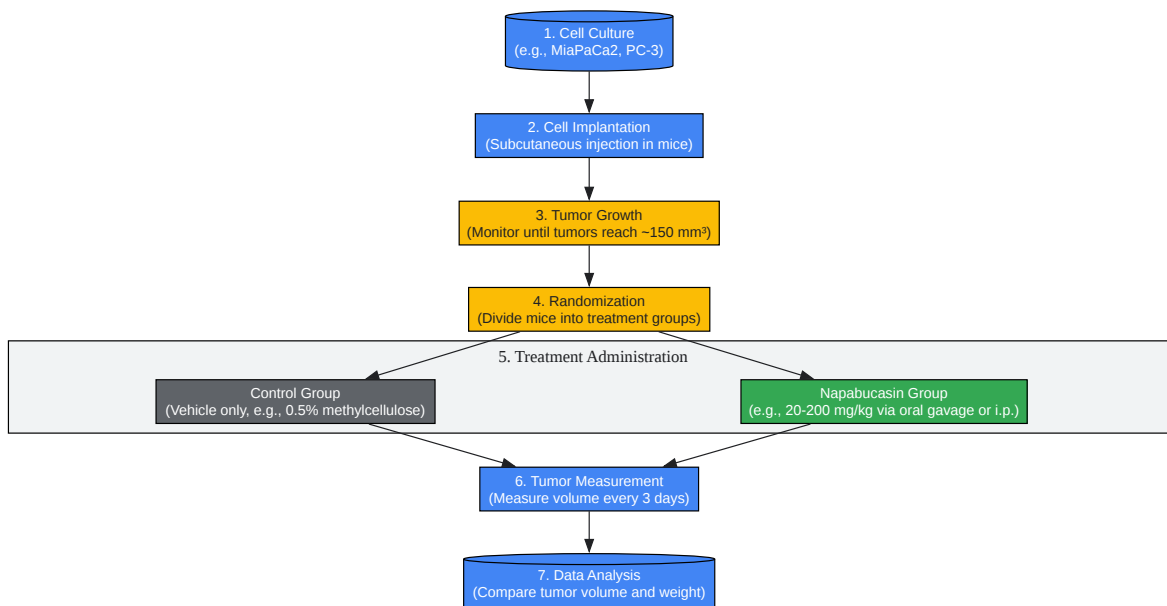 1. Cell Culture
(e.g., MiaPaCa2, PC-3)
2. Cell Implantation
(Subcutaneous injection in mice)
3. Tumor Growth
(Monitor until tumors reach ~150 mm³)
4. Randomization
(Divide mice into treatment groups)
5. Treatment Administration
Control Group
(Vehicle only, e.g., 0.5% methylcellulose)
Napabucasin Group
(e.g., 20-200 mg/kg via oral gavage or i.p.)
6. Tumor Measurement
(Measure volume every 3 days)
7. Data Analysis
(Compare tumor volume and weight)